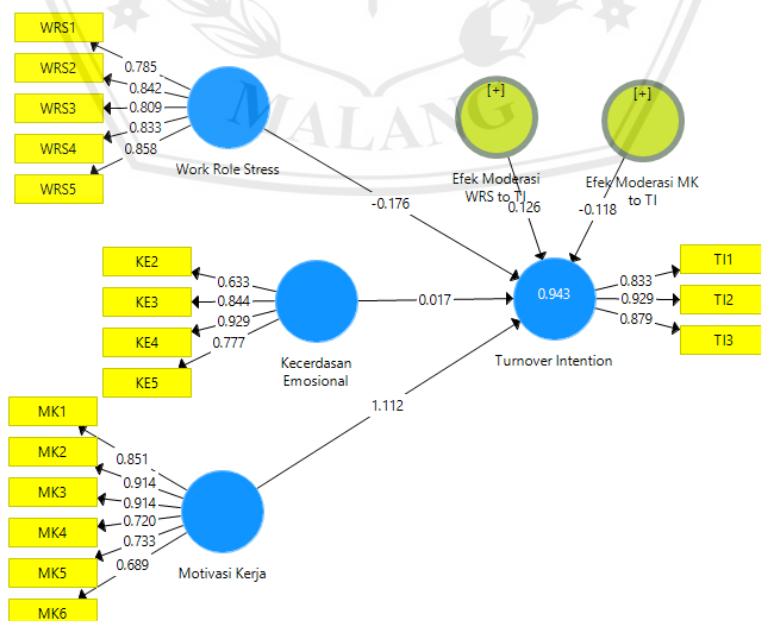 WRS1
WRS2
WRS3
WRS4
WRS5
0.785
0.842
0.809
0.833
0.858
Work Role Stress
MALANG
[+]
Efek Moderasi
WRS to TI
[+]
Efek Moderasi MK
to TI
-0.176
0.126
-0.118
KE2
KE3
KE4
KE5
0.633
0.844
0.929
0.777
Kecerdasan
Emosional
0.017
0.943
Turnover Intention
0.833
0.929
0.879
TI1
TI2
TI3
1.112
MK1
MK2
MK3
MK4
MK5
MK6
0.851
0.914
0.914
0.720
0.733
0.689
Motivasi Kerja